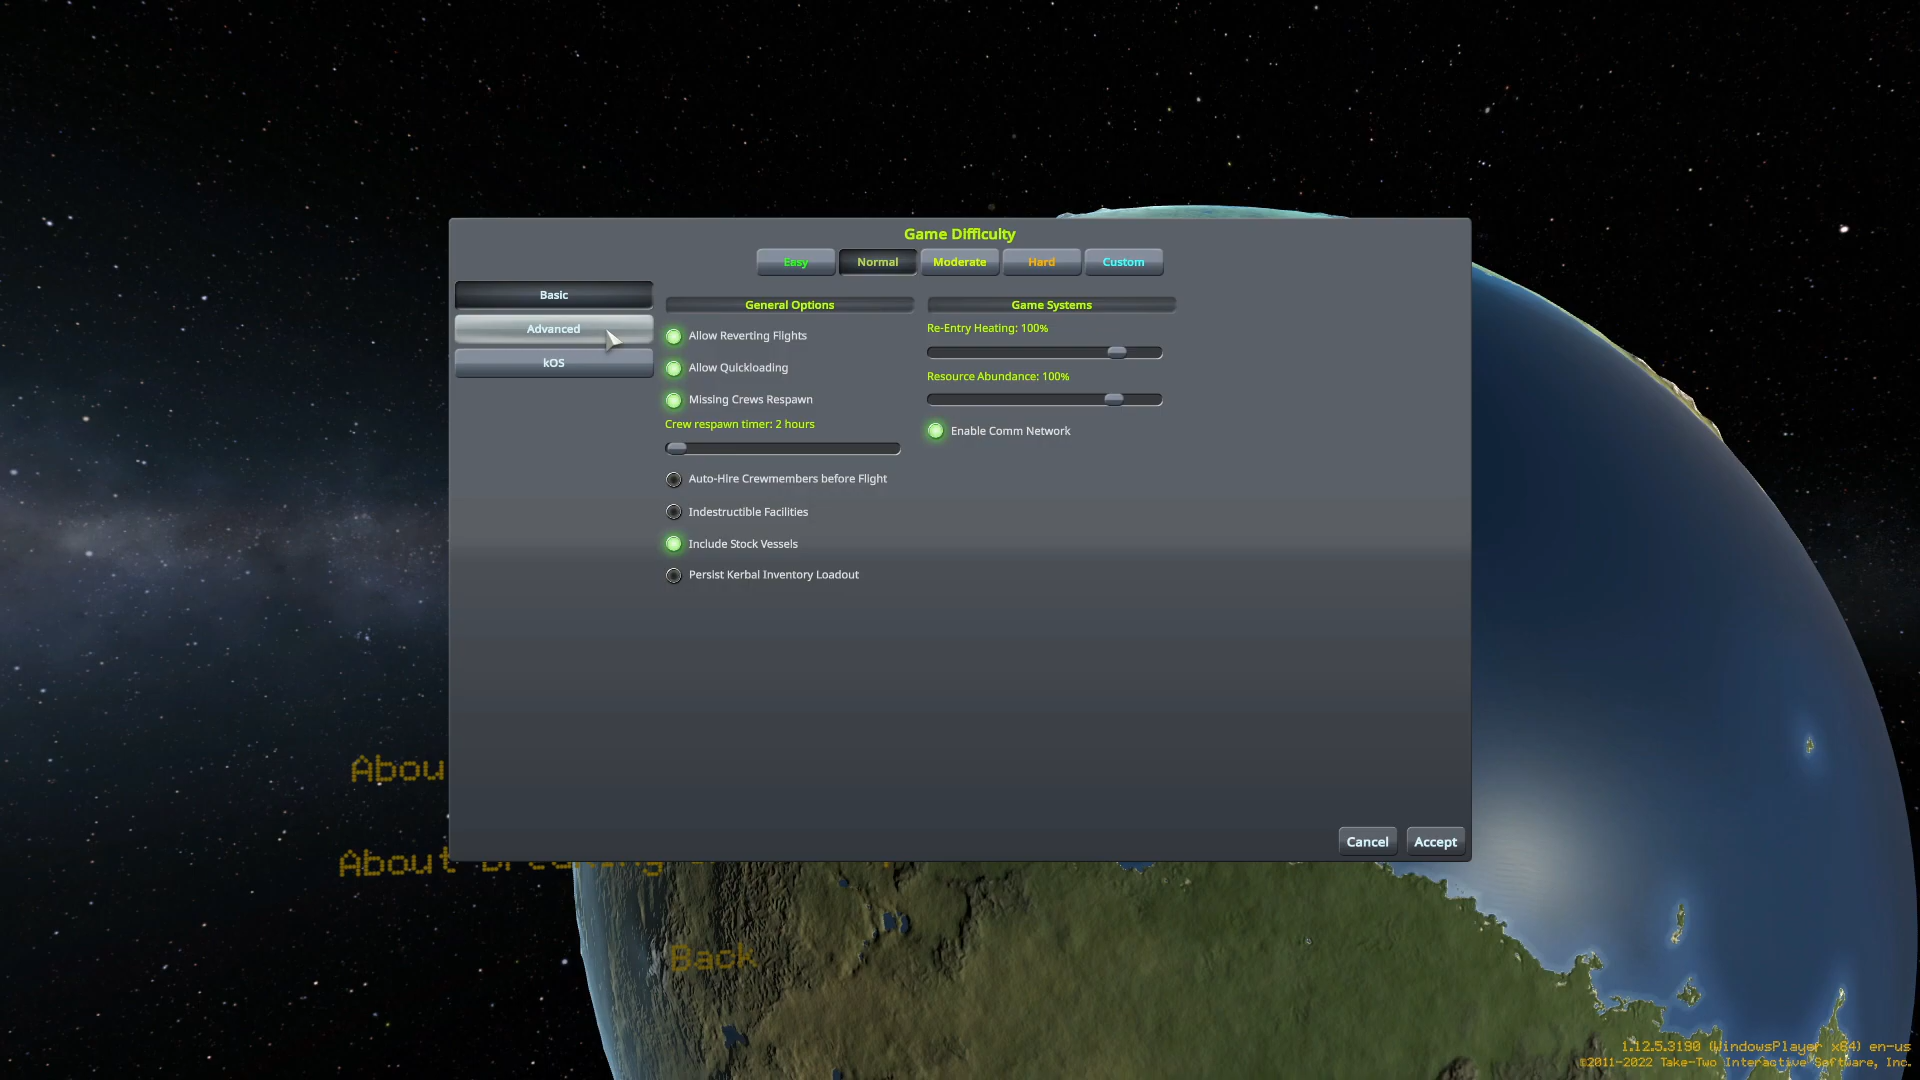 Game Difficulty
Easy Normal Moderate Hard Custom
Basic
Advanced
kOS
General Options
Allow Reverting Flights
Allow Quickloading
Missing Crews Respawn
Crew respawn timer: 2 hours
Auto-Hire Crewmembers before Flight
Indestructible Facilities
Include Stock Vessels
Persist Kerbal Inventory Loadout
Game Systems
Re-Entry Heating: 100%
Resource Abundance: 100%
Enable Comm Network
Cancel Accept
Abou
About
Back
1.12.5.3190 (WindowsPlayer x64) en-us
©2011-2022 Take-Two Interactive Software, Inc.